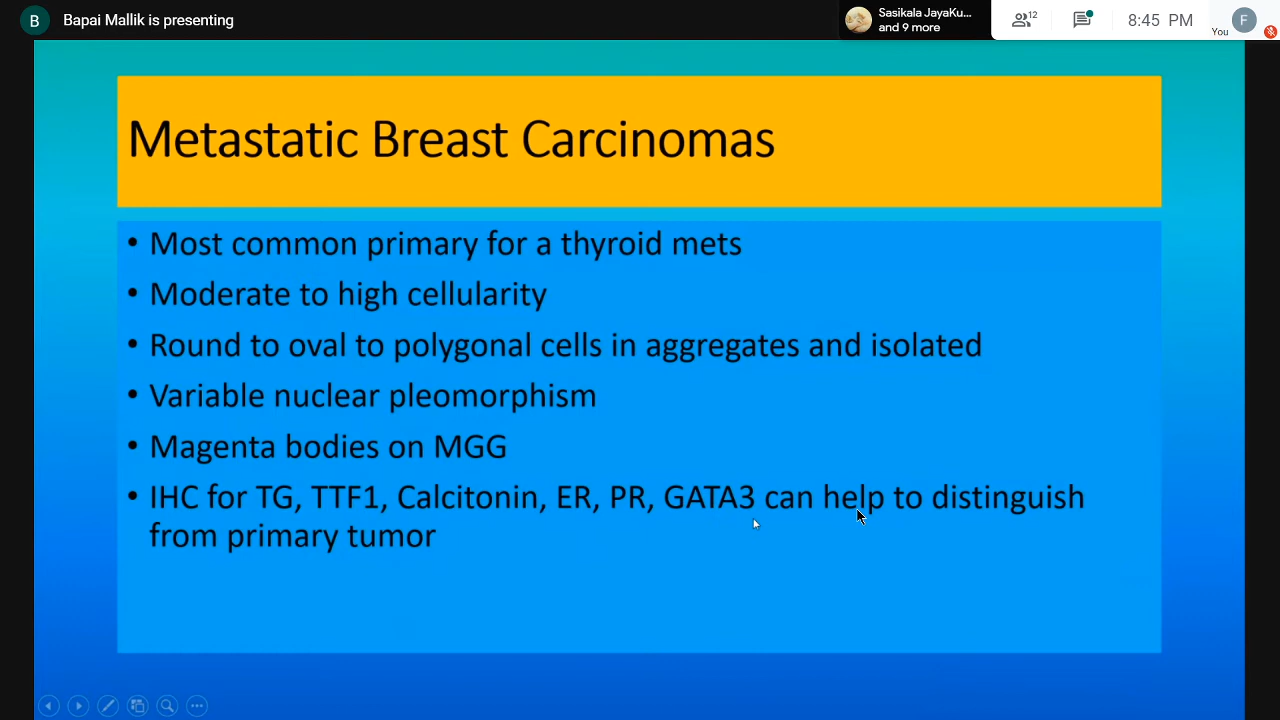 B Bapai Mallik is presenting
Sasikala JayaKu...
and 9 more
12
8:45 PM
You
F
Metastatic Breast Carcinomas
• Most common primary for a thyroid mets
• Moderate to high cellularity
• Round to oval to polygonal cells in aggregates and isolated
• Variable nuclear pleomorphism
• Magenta bodies on MGG
• IHC for TG, TTF1, Calcitonin, ER, PR, GATA3 can help to distinguish
from primary tumor